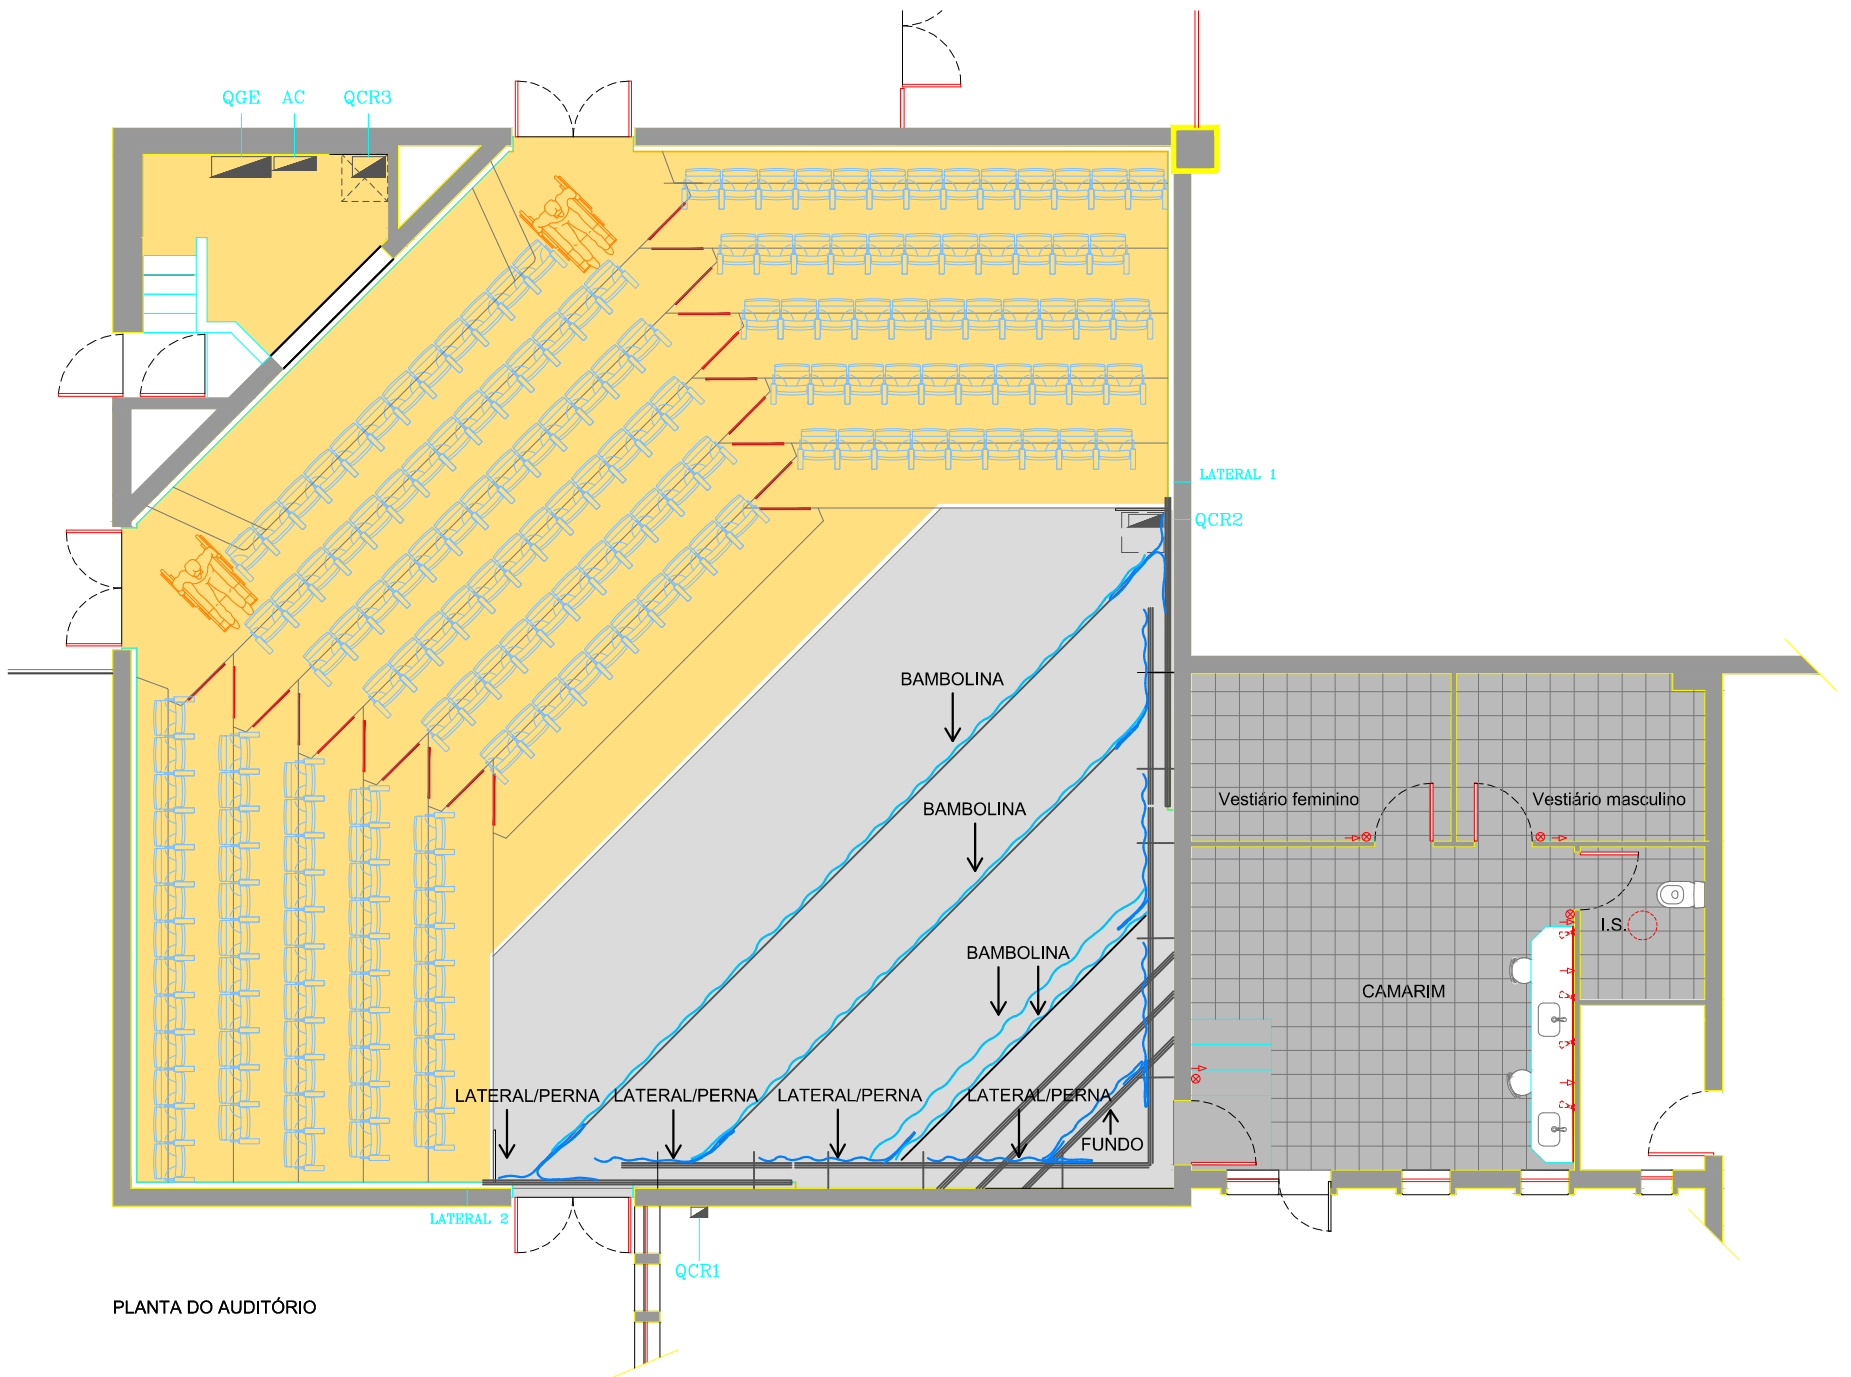 QGE AC QCR3
LATERAL 1
QCR2
BAMBOLINA
Vestiário feminino Vestiário masculino
BAMBOLINA
I.S.
BAMBOLINA
CAMARIM
LATERAL/PERNA LATERAL/PERNA LATERAL/PERNA LATERAL/PERNA
FUNDO
LATERAL 2
QCR1
PLANTA DO AUDITÓRIO